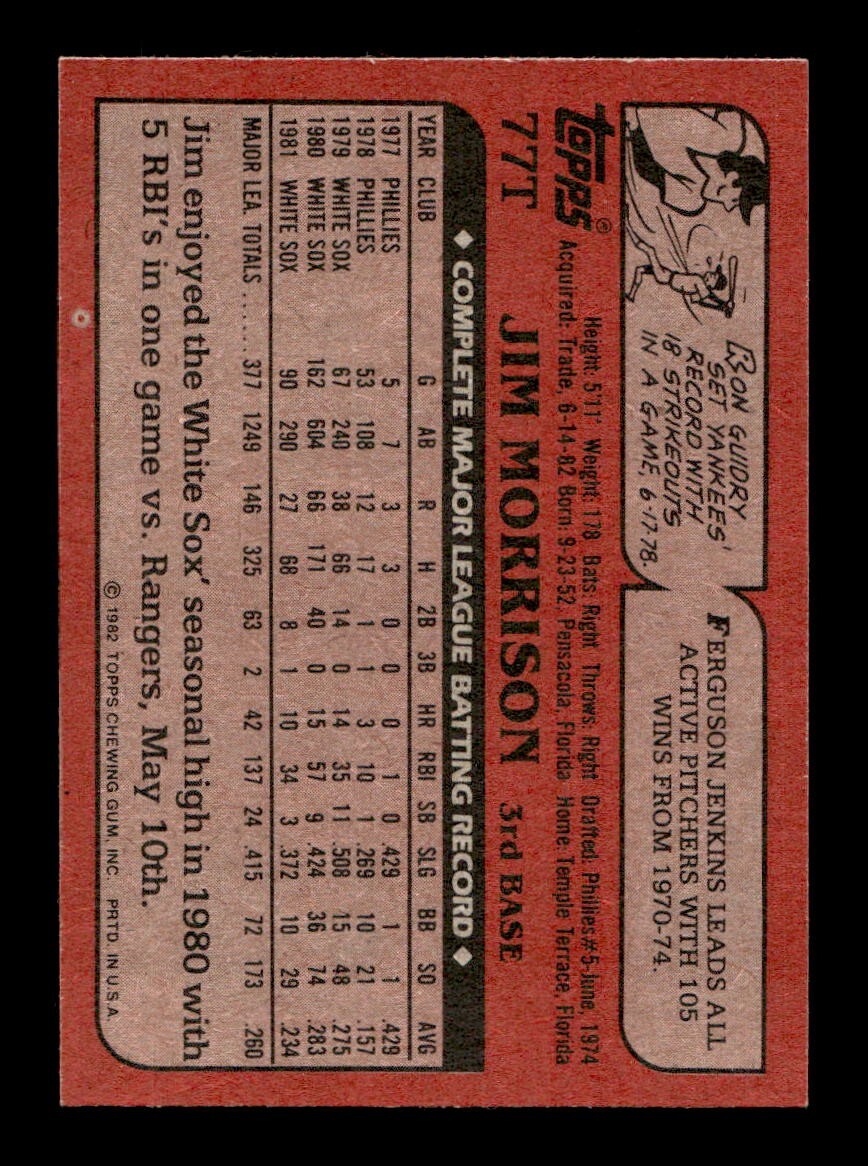 RON GUIDRY
SET YANKEES'
RECORD WITH
18 STRIKEOUTS
IN A GAME, 6-17-78.
FERGUSON JENKINS LEADS ALL
ACTIVE PITCHERS WITH 105
WINS FROM 1970-74.
topps®
Height: 5'11" Weight: 178 Bats: Right Throws: Right Drafted: Phillies #5-June, 1974
Acquired: Trade, 6-14-82 Born: 9-23-52, Pensacola, Florida Home: Temple Terrace, Florida
77T JIM MORRISON 3rd BASE
◆ COMPLETE MAJOR LEAGUE BATTING RECORD ◆
YEAR CLUB G AB R H 2B 3B HR RBI SB SLG BB SO AVG
1977 PHILLIES 5 7 3 3 0 0 0 1 0 .429 1 1 .429
1978 PHILLIES 53 108 12 17 1 1 3 10 1 .269 10 21 .157
1979 WHITE SOX 67 240 38 66 14 0 14 35 11 .508 15 48 .275
1980 WHITE SOX 162 604 66 171 40 0 15 57 9 .424 36 74 .283
1981 WHITE SOX 90 290 27 68 8 1 10 34 3 .372 10 29 .234
MAJOR LEA. TOTALS ...... 377 1249 146 325 63 2 42 137 24 .415 72 173 .260
Jim enjoyed the White Sox' seasonal high in 1980 with
5 RBI's in one game vs. Rangers, May 10th.
© 1982 TOPPS CHEWING GUM, INC. PRTD. IN U.S.A.